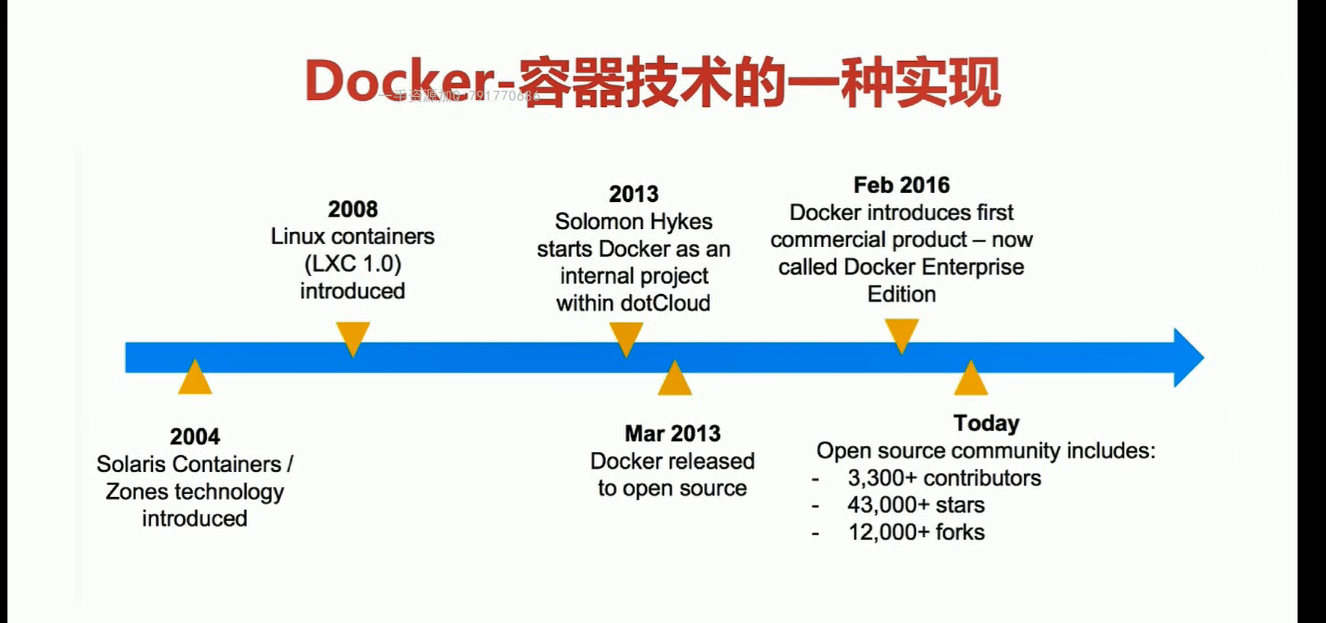 Docker-容器技术的一种实现
2008
Linux containers
(LXC 1.0)
introduced
2013
Solomon Hykes
starts Docker as an
internal project
within dotCloud
Feb 2016
Docker introduces first
commercial product – now
called Docker Enterprise
Edition
2004
Solaris Containers /
Zones technology
introduced
Mar 2013
Docker released
to open source
Today
Open source community includes:
- 3,300+ contributors
- 43,000+ stars
- 12,000+ forks